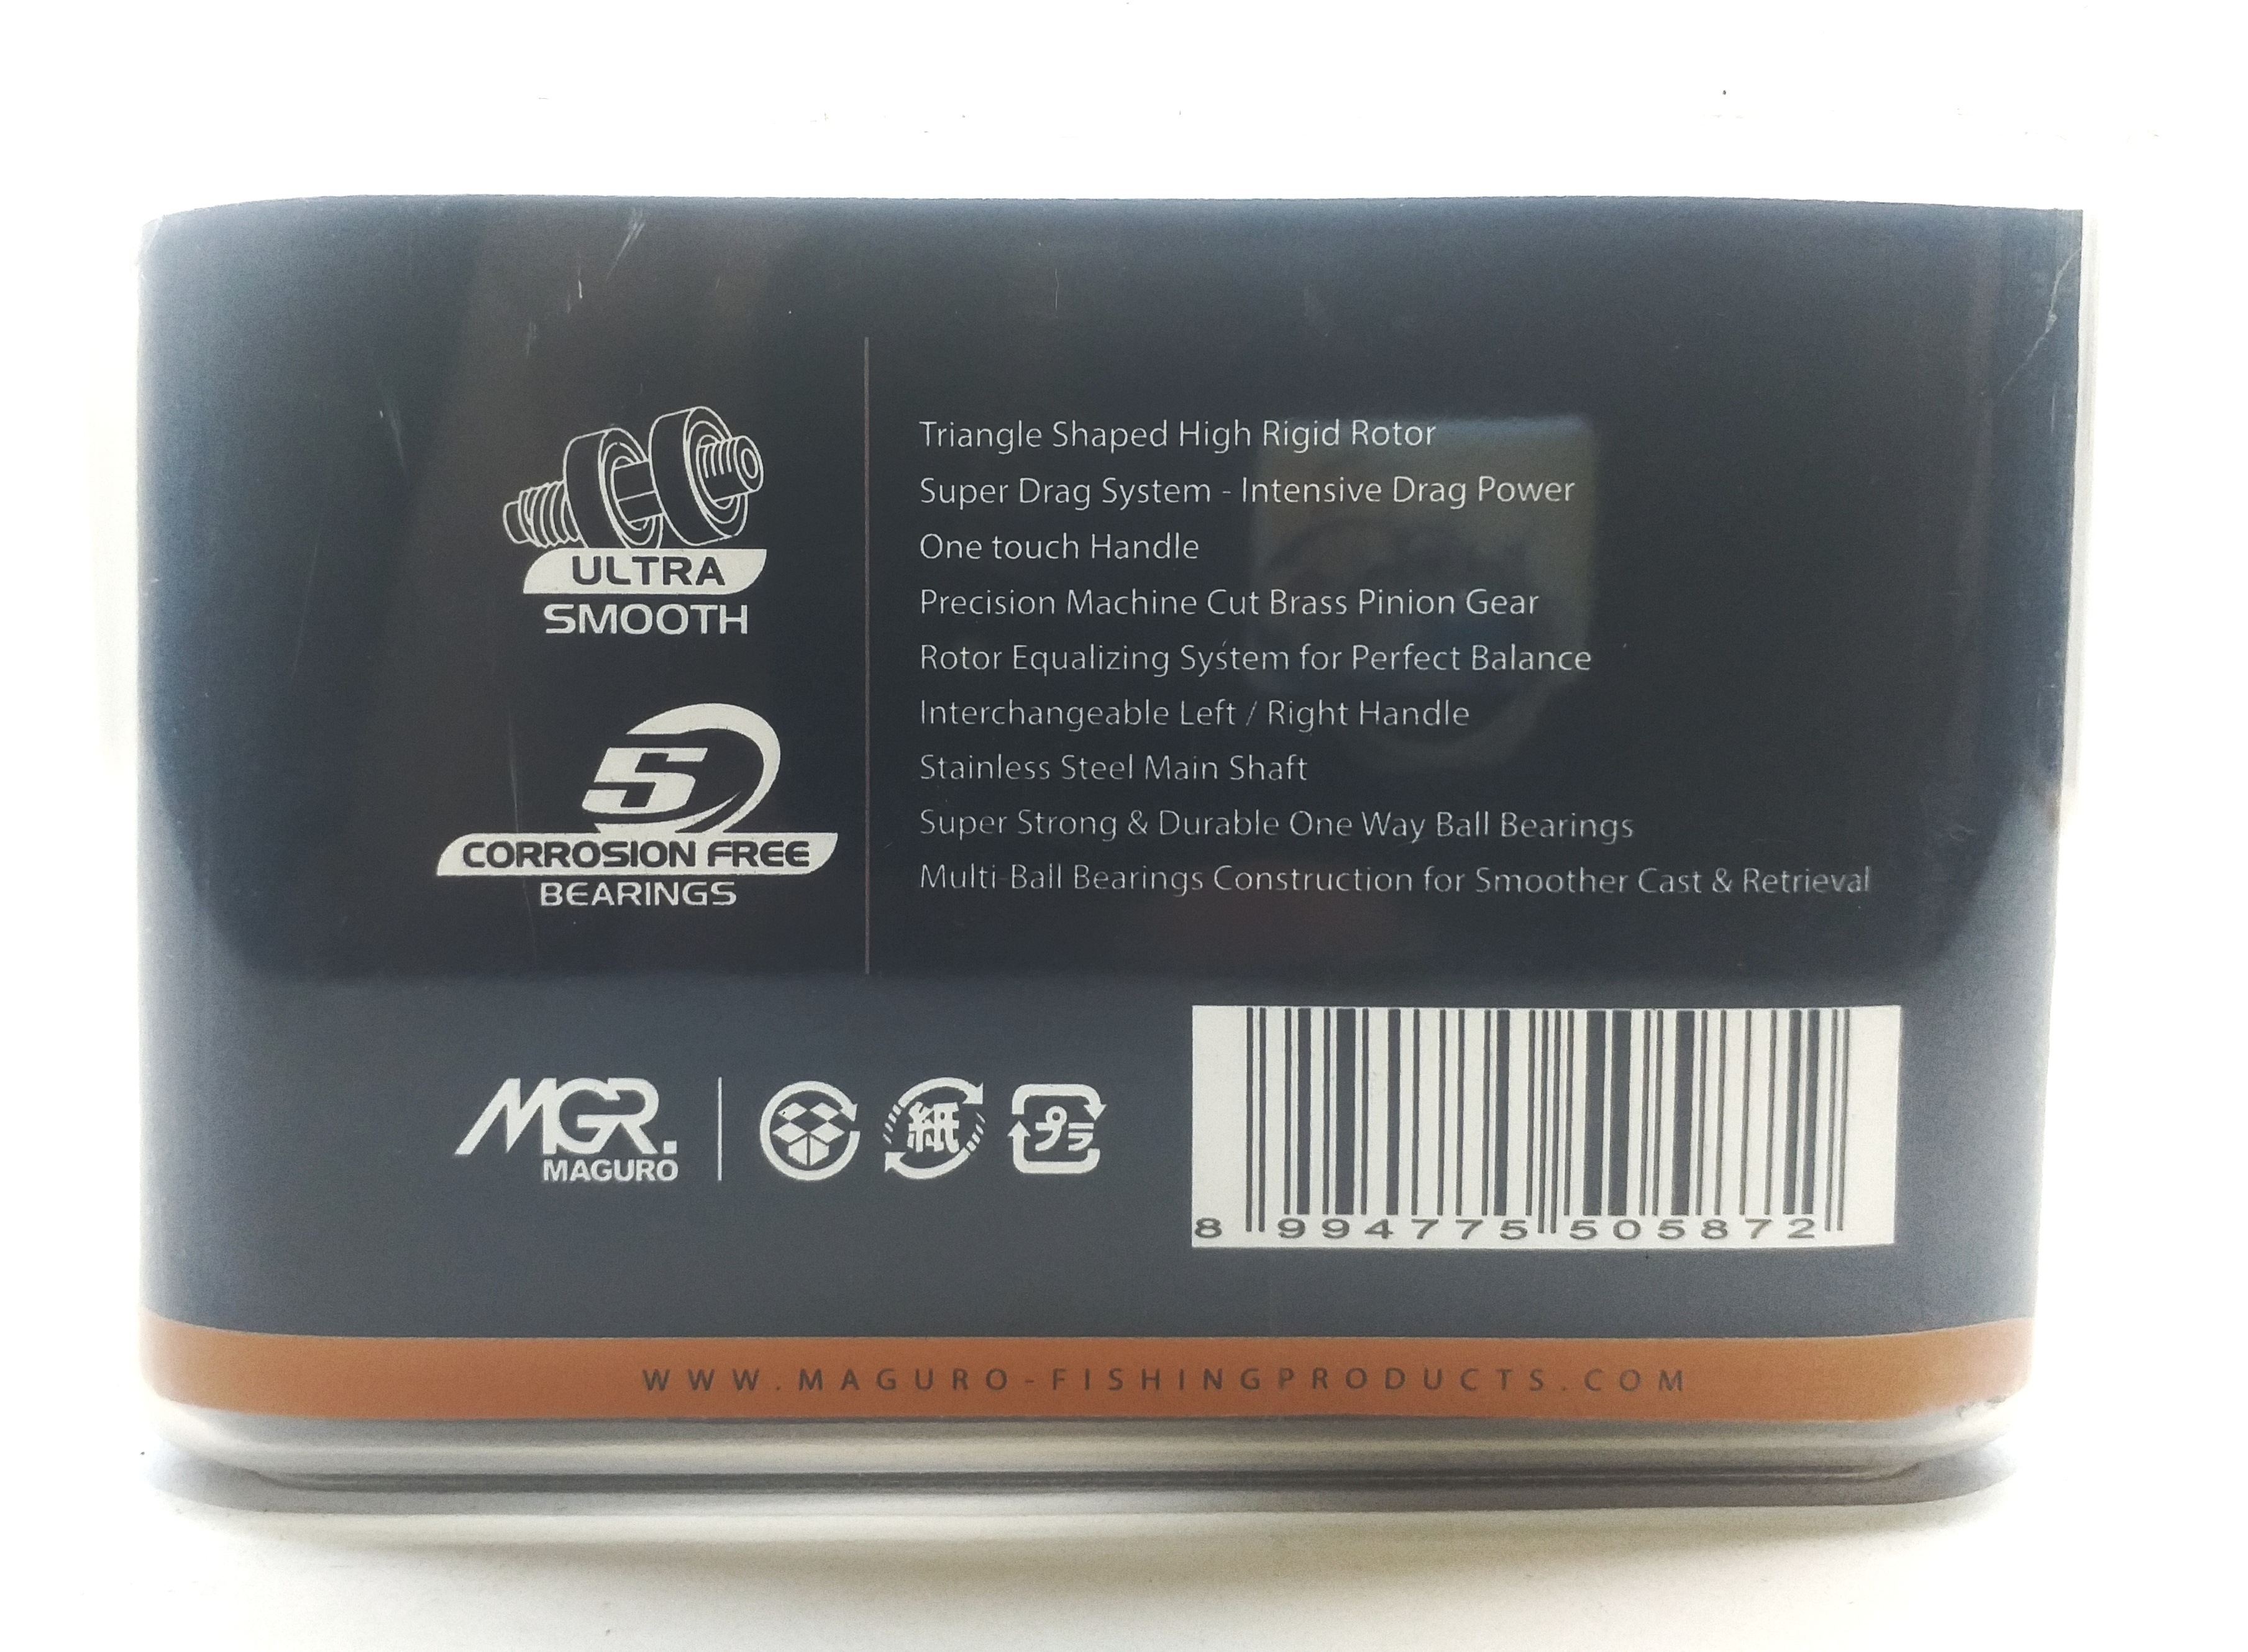 ULTRA
SMOOTH
5
CORROSION FREE
BEARINGS
Triangle Shaped High Rigid Rotor
Super Drag System - Intensive Drag Power
One touch Handle
Precision Machine Cut Brass Pinion Gear
Rotor Equalizing System for Perfect Balance
Interchangeable Left / Right Handle
Stainless Steel Main Shaft
Super Strong & Durable One Way Ball Bearings
Multi-Ball Bearings Construction for Smoother Cast & Retrieval
MGR.
MAGURO
紙
プラ
8 994775 505872
WWW.MAGURO-FISHINGPRODUCTS.COM